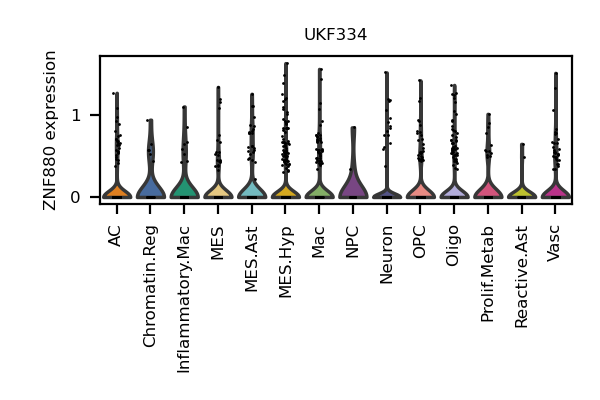 UKF334
ZNF880 expression
1
0
AC
Chromatin.Reg
Inflammatory.Mac
MES
MES.Ast
MES.Hyp
Mac
NPC
Neuron
OPC
Oligo
Prolif.Metab
Reactive.Ast
Vasc